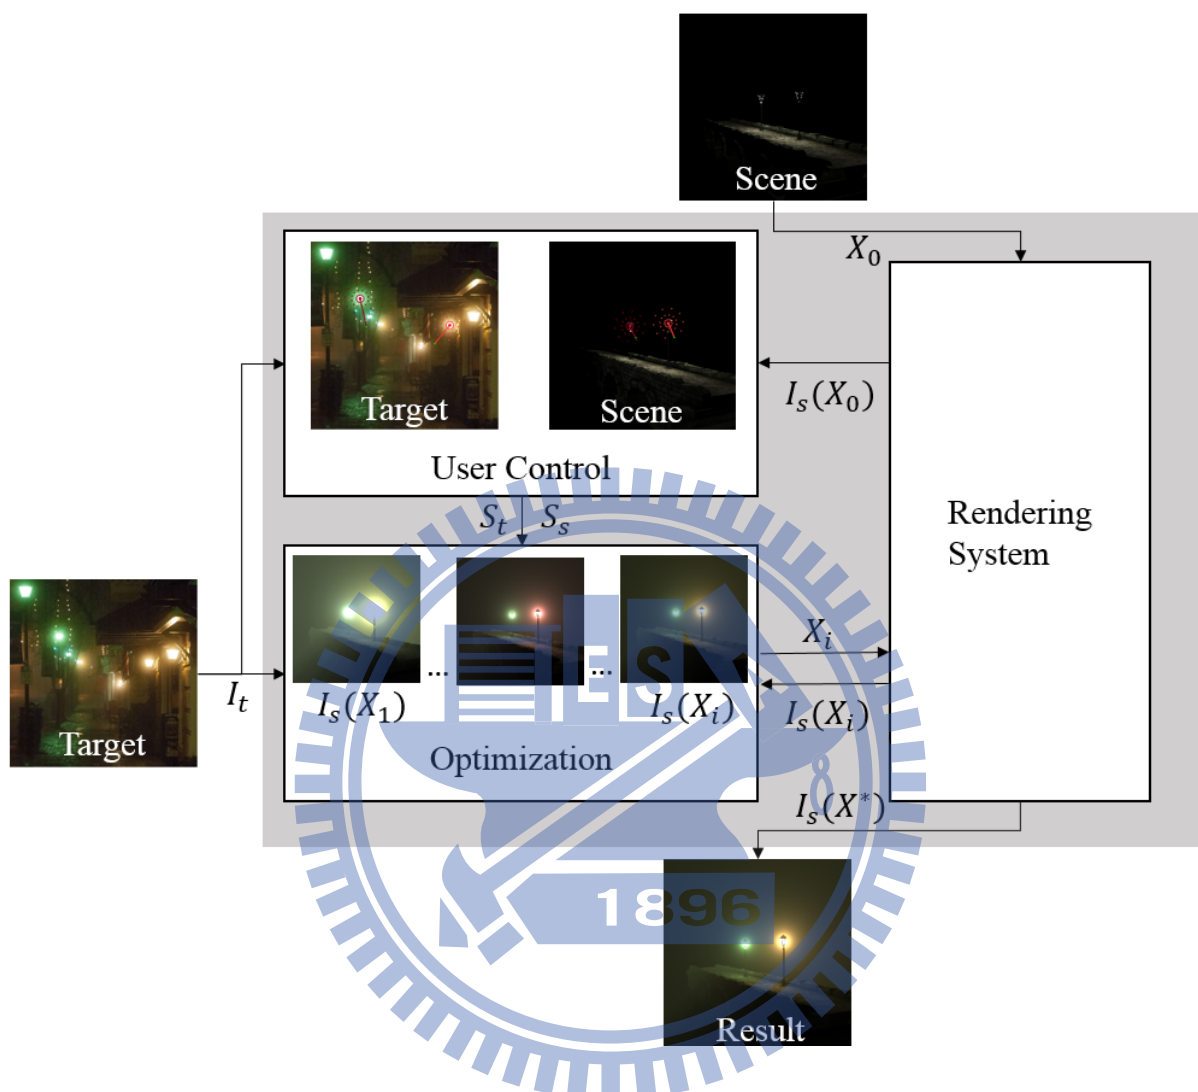 Scene
X₀
Target
Scene
Iₛ(X₀)
User Control
Sₜ Sₛ
Rendering
System
Target
Iₜ
... ...
Iₛ(X₁)
Iₛ(Xᵢ)
Xᵢ
Iₛ(Xᵢ)
Optimization
Iₛ(X*)
ES
1896
Result